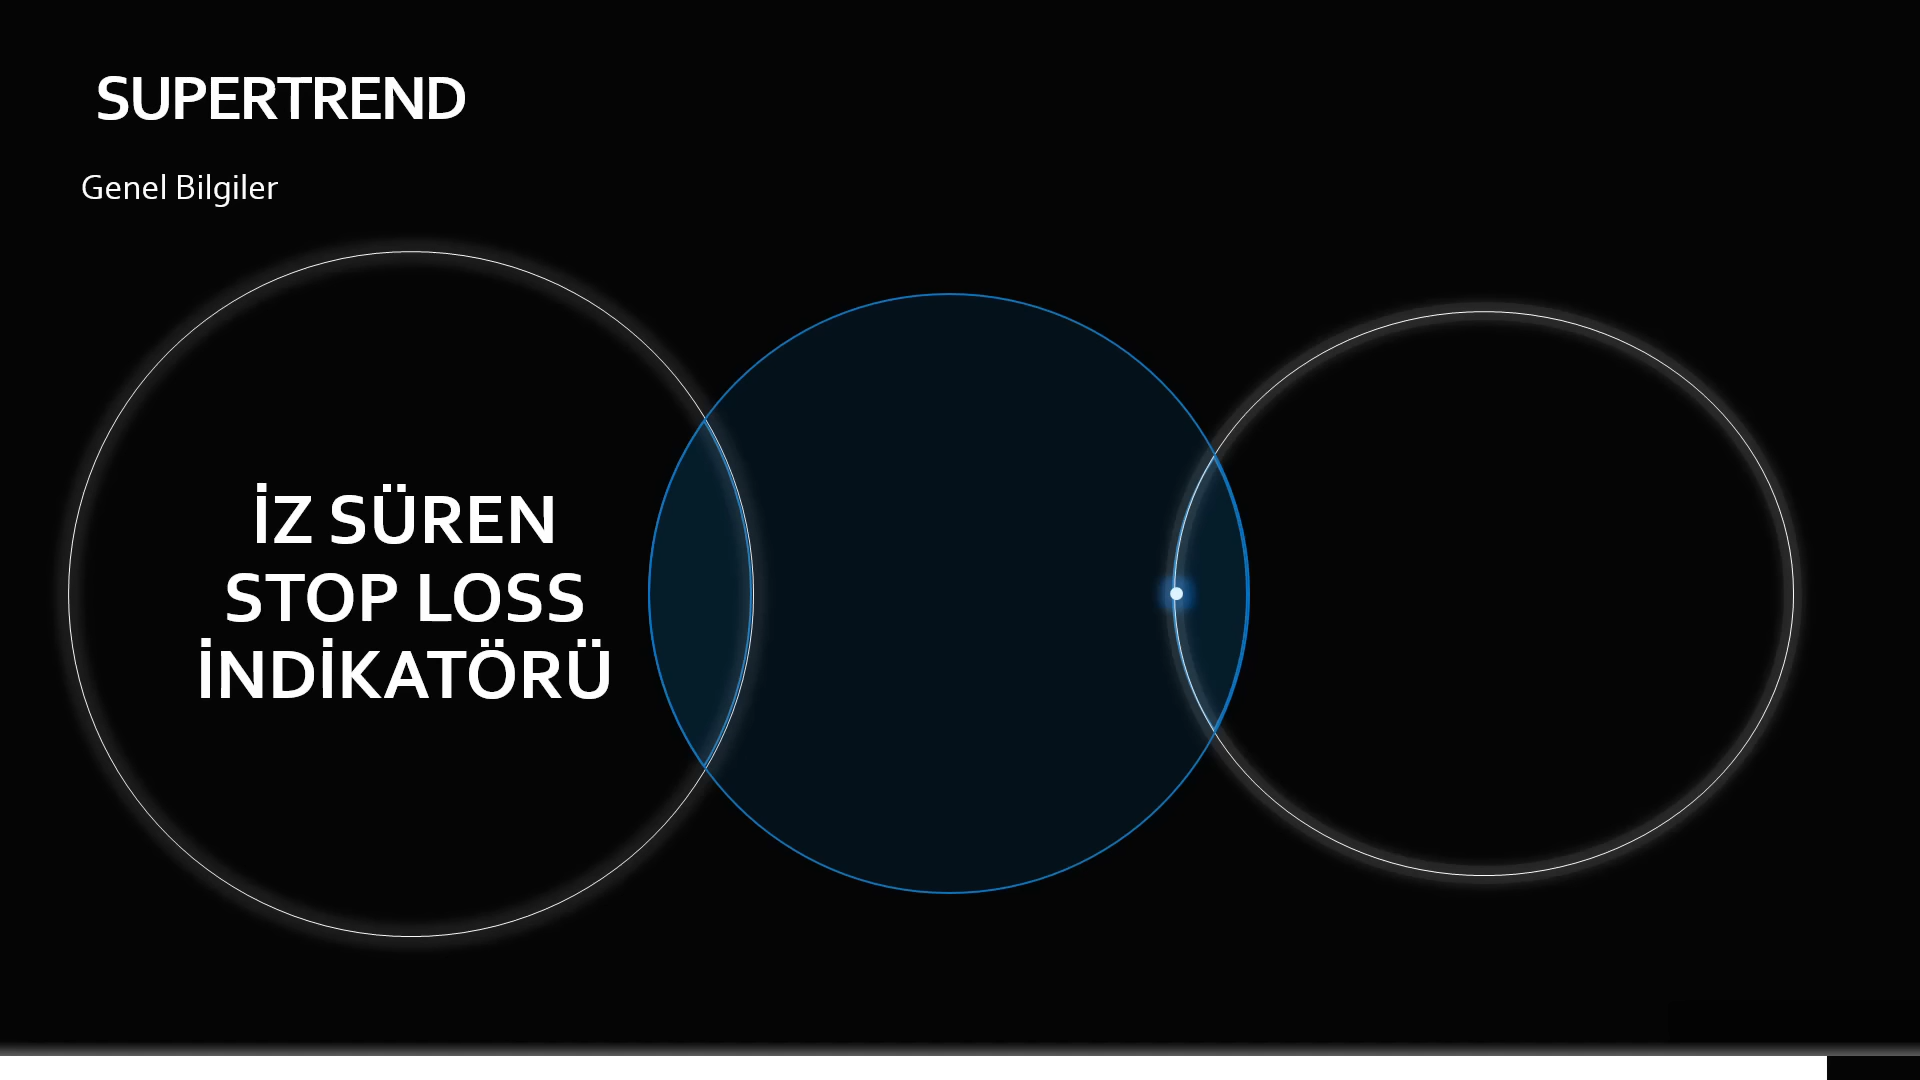 SUPERTREND
Genel Bilgiler
İZ SÜREN
STOP LOSS
İNDİKATÖRÜ